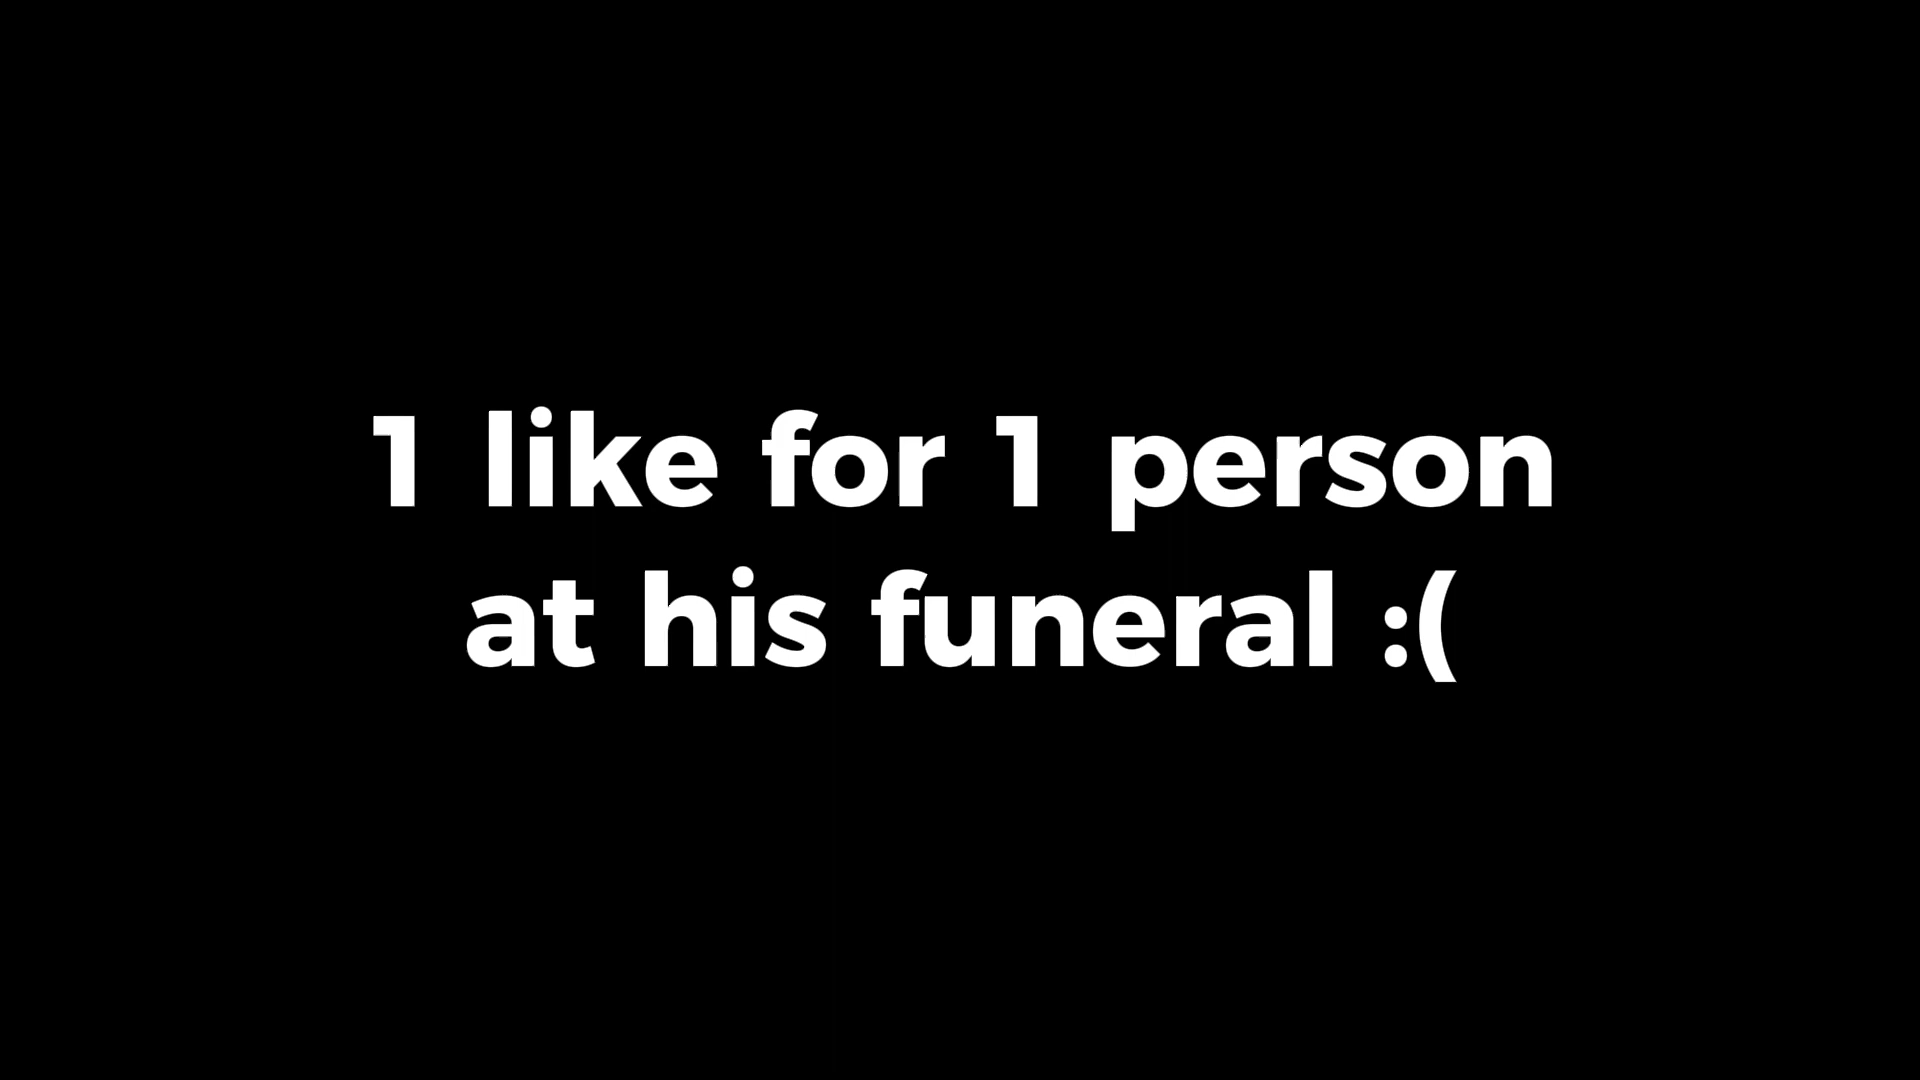 1 like for 1 person
at his funeral :(